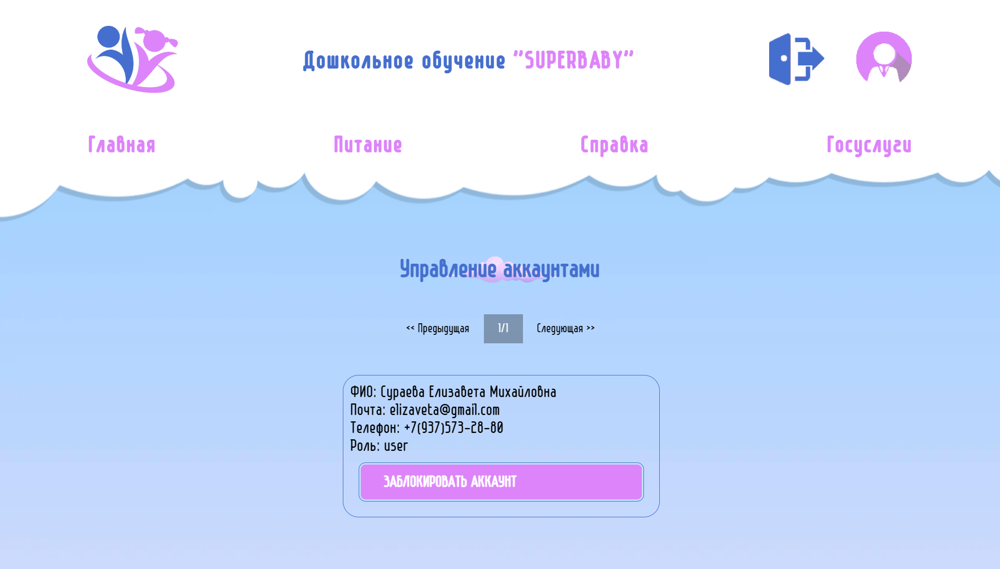 Дошкольное обучение "SUPERBABY"
Главная
Питание
Справка
Госуслуги
Управление аккаунтами
<< Предыдущая
1/1
Следующая >>
ФИО: Сураева Елизавета Михайловна
Почта: elizaveta@gmail.com
Телефон: +7(937)573-28-80
Роль: user
ЗАБЛОКИРОВАТЬ АККАУНТ